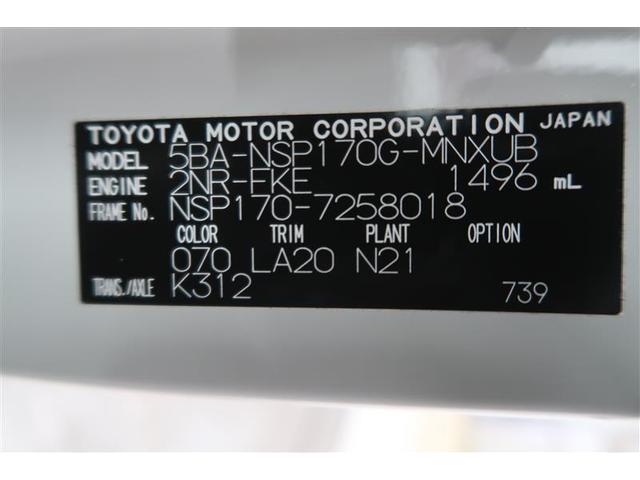 TOYOTA MOTOR CORPORATION JAPAN
MODEL 5BA-NSP170G-MNXUB
ENGINE 2NR-FKE 1496 mL
FRAME No. NSP170-7258018
COLOR TRIM PLANT OPTION
070 LA20 N21
TRANS./AXLE K312 739